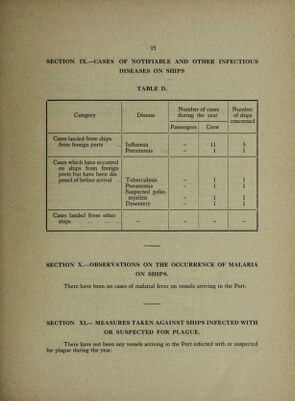 15
SECTION IX.—CASES OF NOTIFIABLE AND OTHER INFECTIOUS
DISEASES ON SHIPS
TABLE D.
Category Disease Number of cases during the year Number of ships concerned
Passengers Crew
Cases landed from ships
from foreign ports .. Influenza – 11 3
Pneumonia .. – 1 1
Cases which have occurred
on ships from foreign
ports but have been dis-
posed of before arrival .. Tuberculosis – 1 1
Pneumonia – 1 1
Suspected polio-
myelitis – 1 1
Dysentery – 1 1
Cases landed from other
ships .. .. .. – – – –
SECTION X.—OBSERVATIONS ON THE OCCURRENCE OF MALARIA
ON SHIPS.
There have been no cases of malarial fever on vessels arriving in the Port.
SECTION XI.— MEASURES TAKEN AGAINST SHIPS INFECTED WITH
OR SUSPECTED FOR PLAGUE.
There have not been any vessels arriving in the Port infected with or suspected
for plague during the year.